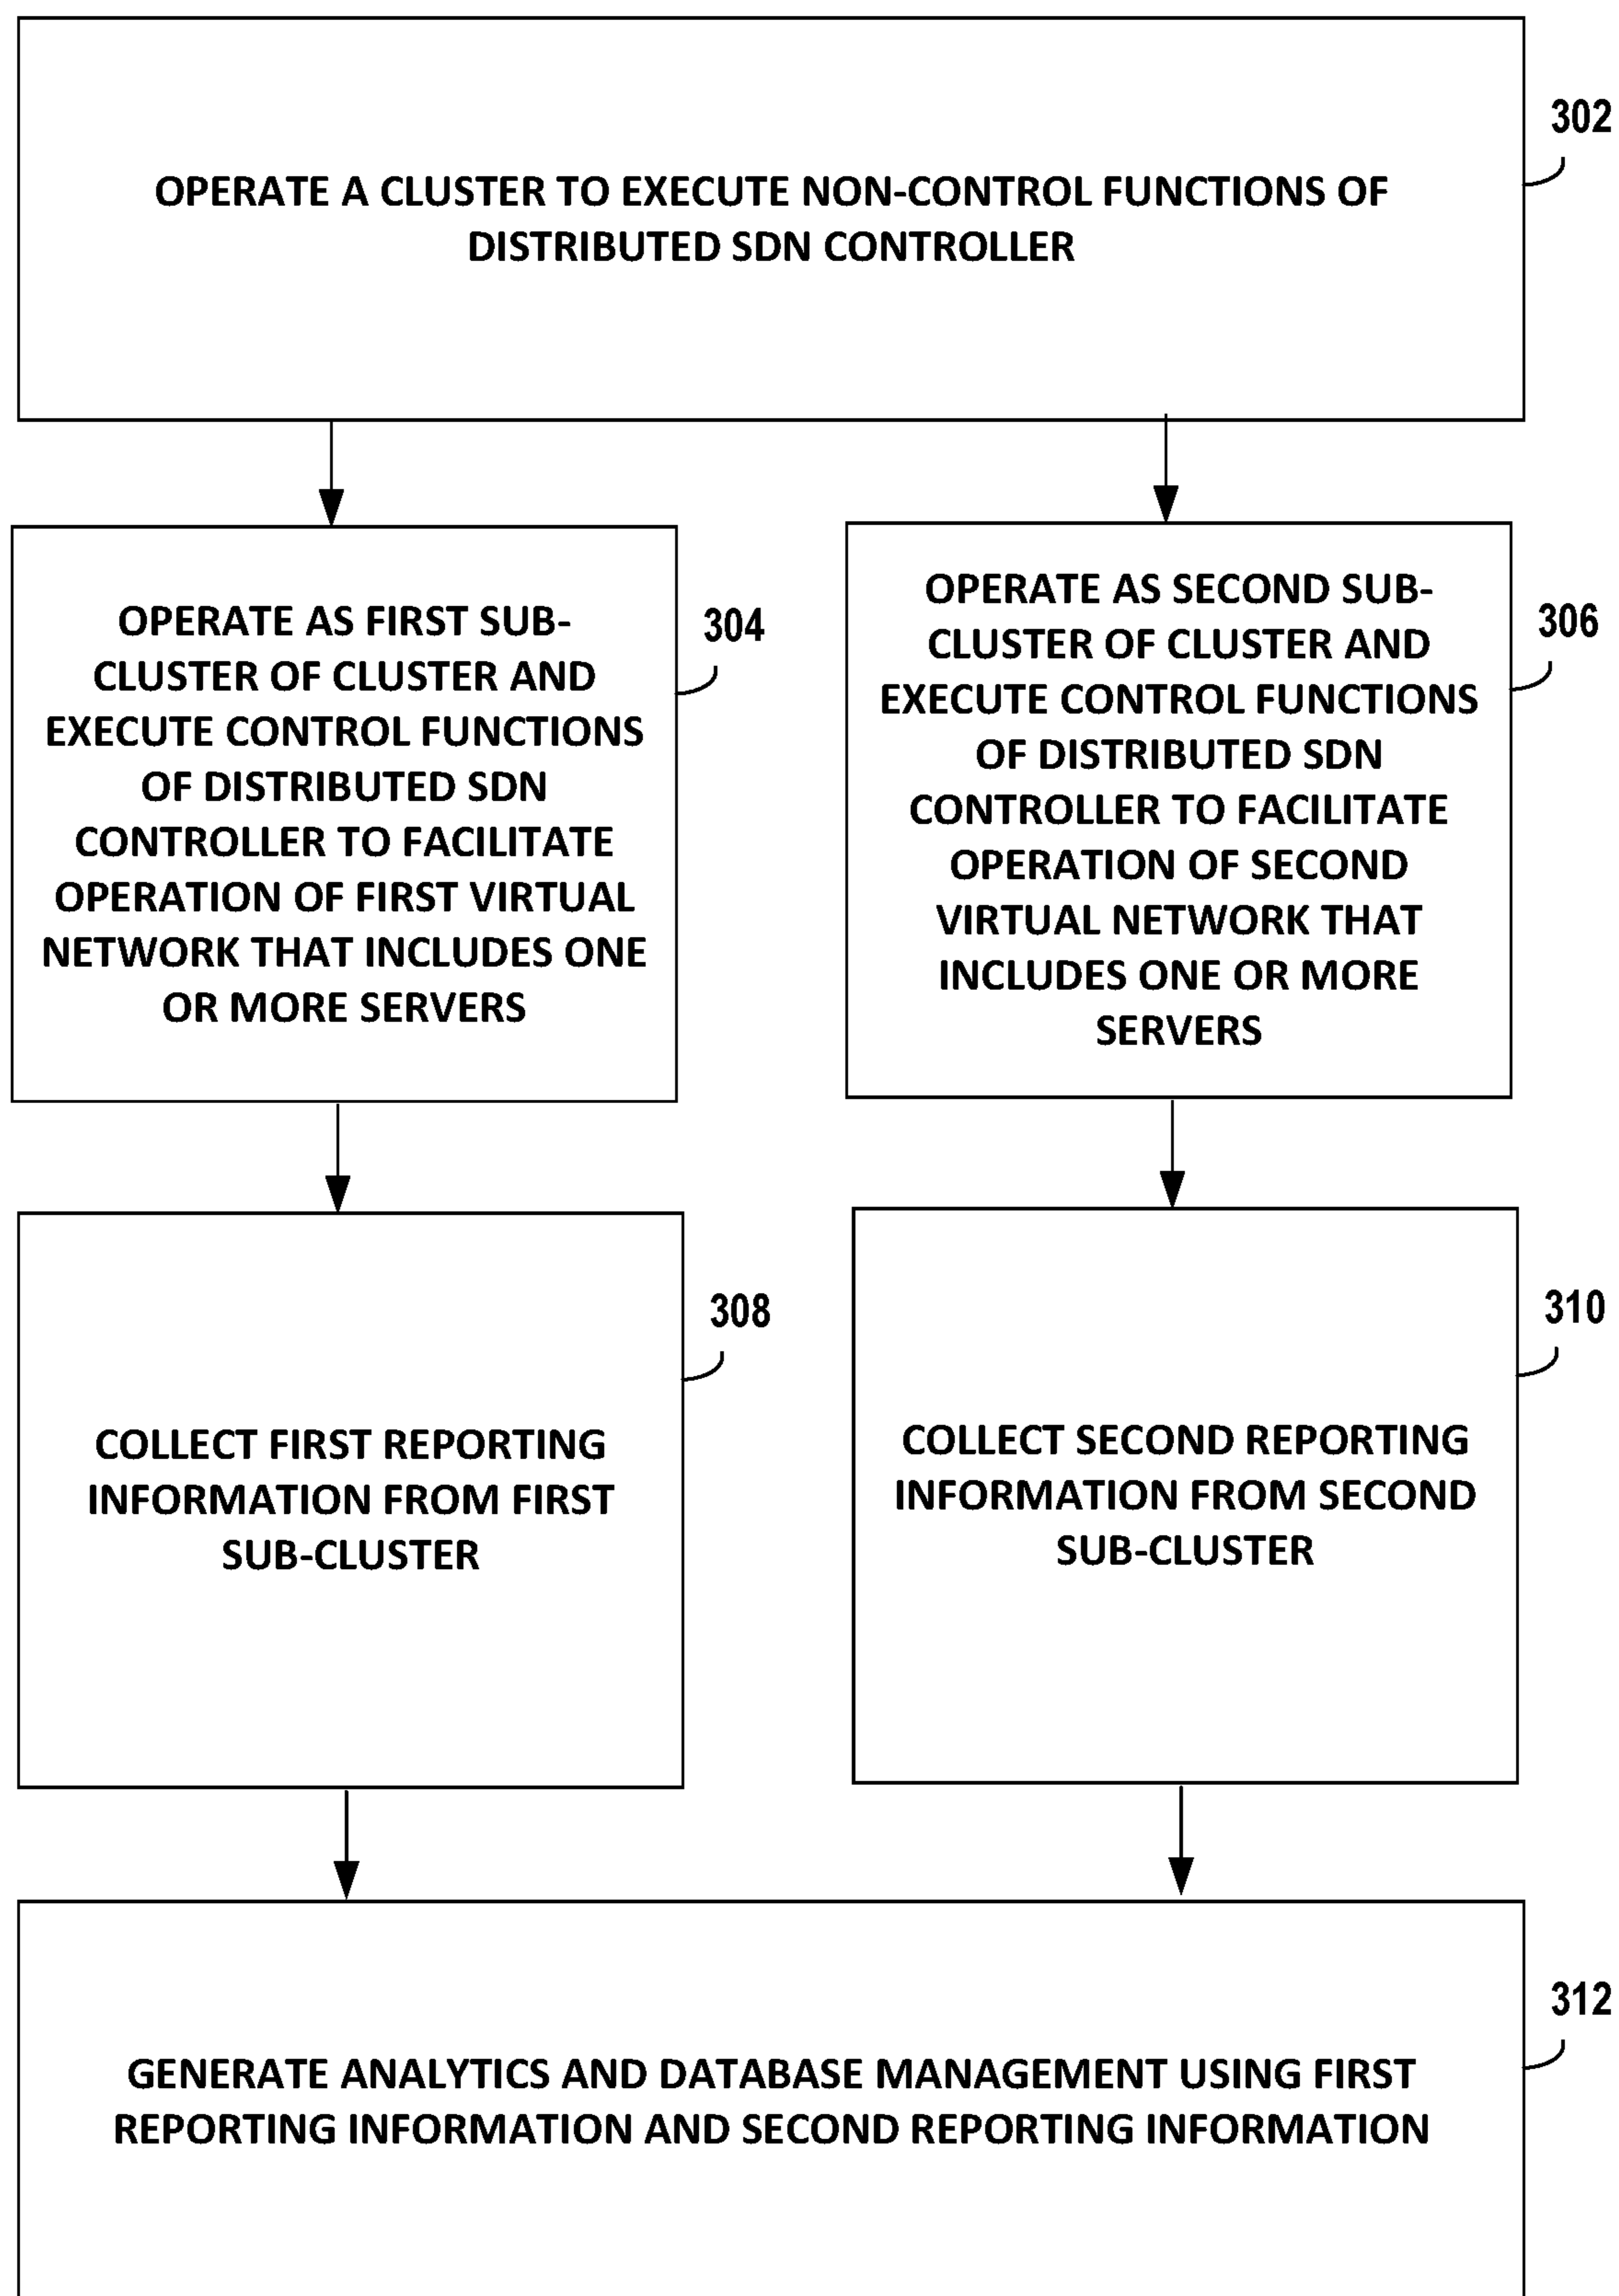 302
OPERATE A CLUSTER TO EXECUTE NON-CONTROL FUNCTIONS OF
DISTRIBUTED SDN CONTROLLER
OPERATE AS FIRST SUB-
CLUSTER OF CLUSTER AND
EXECUTE CONTROL FUNCTIONS
OF DISTRIBUTED SDN
CONTROLLER TO FACILITATE
OPERATION OF FIRST VIRTUAL
NETWORK THAT INCLUDES ONE
OR MORE SERVERS
304
OPERATE AS SECOND SUB-
CLUSTER OF CLUSTER AND
EXECUTE CONTROL FUNCTIONS
OF DISTRIBUTED SDN
CONTROLLER TO FACILITATE
OPERATION OF SECOND
VIRTUAL NETWORK THAT
INCLUDES ONE OR MORE
SERVERS
306
COLLECT FIRST REPORTING
INFORMATION FROM FIRST
SUB-CLUSTER
308
COLLECT SECOND REPORTING
INFORMATION FROM SECOND
SUB-CLUSTER
310
312
GENERATE ANALYTICS AND DATABASE MANAGEMENT USING FIRST
REPORTING INFORMATION AND SECOND REPORTING INFORMATION